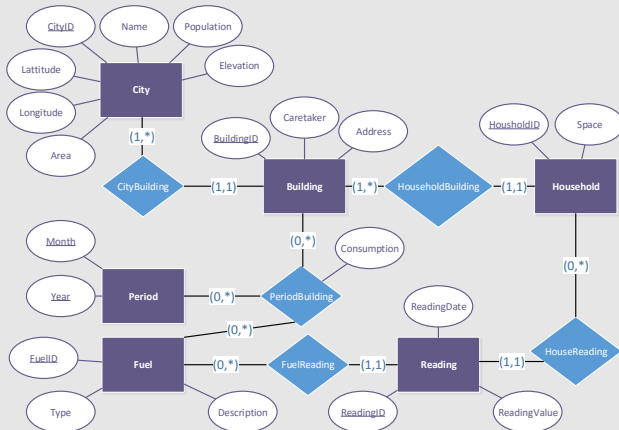 CityID
Name
Population
Lattitude
Elevation
City
Longitude
Area
(1,*)
Caretaker
BuildingID
Address
HousholdID
Space
CityBuilding
(1,1)
Building
(1,*)
HouseholdBuilding
(1,1)
Household
(0,*)
Month
Consumption
(0,*)
Year
Period
(0,*)
PeriodBuilding
ReadingDate
(0,*)
FuelID
Fuel
(0,*)
FuelReading
(1,1)
Reading
(1,1)
HouseReading
Type
Description
ReadingID
ReadingValue